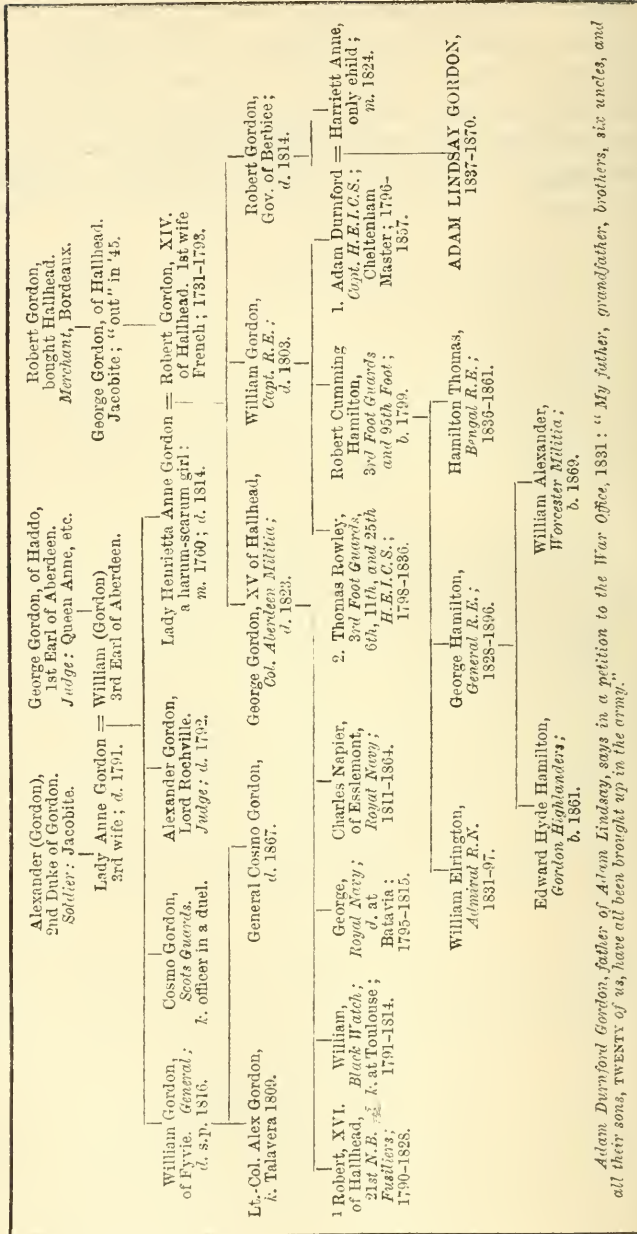 Alexander (Gordon),
2nd Duke of Gordon.
Soldier: Jacobite.
George Gordon, of Haddo,
1st Earl of Aberdeen.
Judge: Queen Anne, etc.
Robert Gordon,
bought Hallhead.
Merchant, Bordeaux.
Lady Anne Gordon = William (Gordon)
3rd wife; d. 1791. 3rd Earl of Aberdeen.
George Gordon, of Hallhead.
Jacobite; "out" in '45.
William Gordon,
of Fyvie. General;
d. s.p. 1816.
Cosmo Gordon,
Scots Guards.
k. officer in a duel.
Alexander Gordon,
Lord Rockville.
Judge; d. 1792.
Lady Henrietta Anne Gordon = Robert Gordon, XIV.
a harum-scarum girl: of Hallhead. 1st wife
m. 1760; d. 1814. French; 1731-1793.
Lt.-Col. Alex Gordon,
k. Talavera 1809.
General Cosmo Gordon,
d. 1867.
George Gordon, XV of Hallhead,
Col. Aberdeen Militia;
d. 1823.
William Gordon,
Capt. R.E.;
d. 1803.
Robert Gordon,
Gov. of Berbice;
d. 1814.
1 Robert, XVI.
of Hallhead,
21st N.B.
Fusiliers;
1790-1828.
William,
Black Watch;
k. at Toulouse;
1791-1814.
George,
Royal Navy;
d. at
Batavia;
1795-1815.
Charles Napier,
of Esslemont,
Royal Navy;
1811-1864.
2. Thomas Rowley,
3rd Foot Guards,
6th, 11th, and 25th
H.E.I.C.S.;
1798-1836.
Robert Cumming
Hamilton,
3rd Foot Guards
and 95th Foot;
b. 1799.
1. Adam Durnford = Harriett Anne,
Capt. H.E.I.C.S.; only child;
Cheltenham m. 1824.
Master; 1796-
1857.
William Elrington,
Admiral R.N.
1831-97.
George Hamilton,
General R.E.;
1828-1896.
Hamilton Thomas,
Bengal R.E.;
1836-1861.
ADAM LINDSAY GORDON,
1837-1870.
Edward Hyde Hamilton,
Gordon Highlanders;
b. 1861.
William Alexander,
Worcester Militia;
b. 1869.
Adam Durnford Gordon, father of Adam Lindsay, says in a petition to the War Office, 1831: "My father, grandfather, brothers, six uncles, and
all their sons, TWENTY of us, have all been brought up in the army."